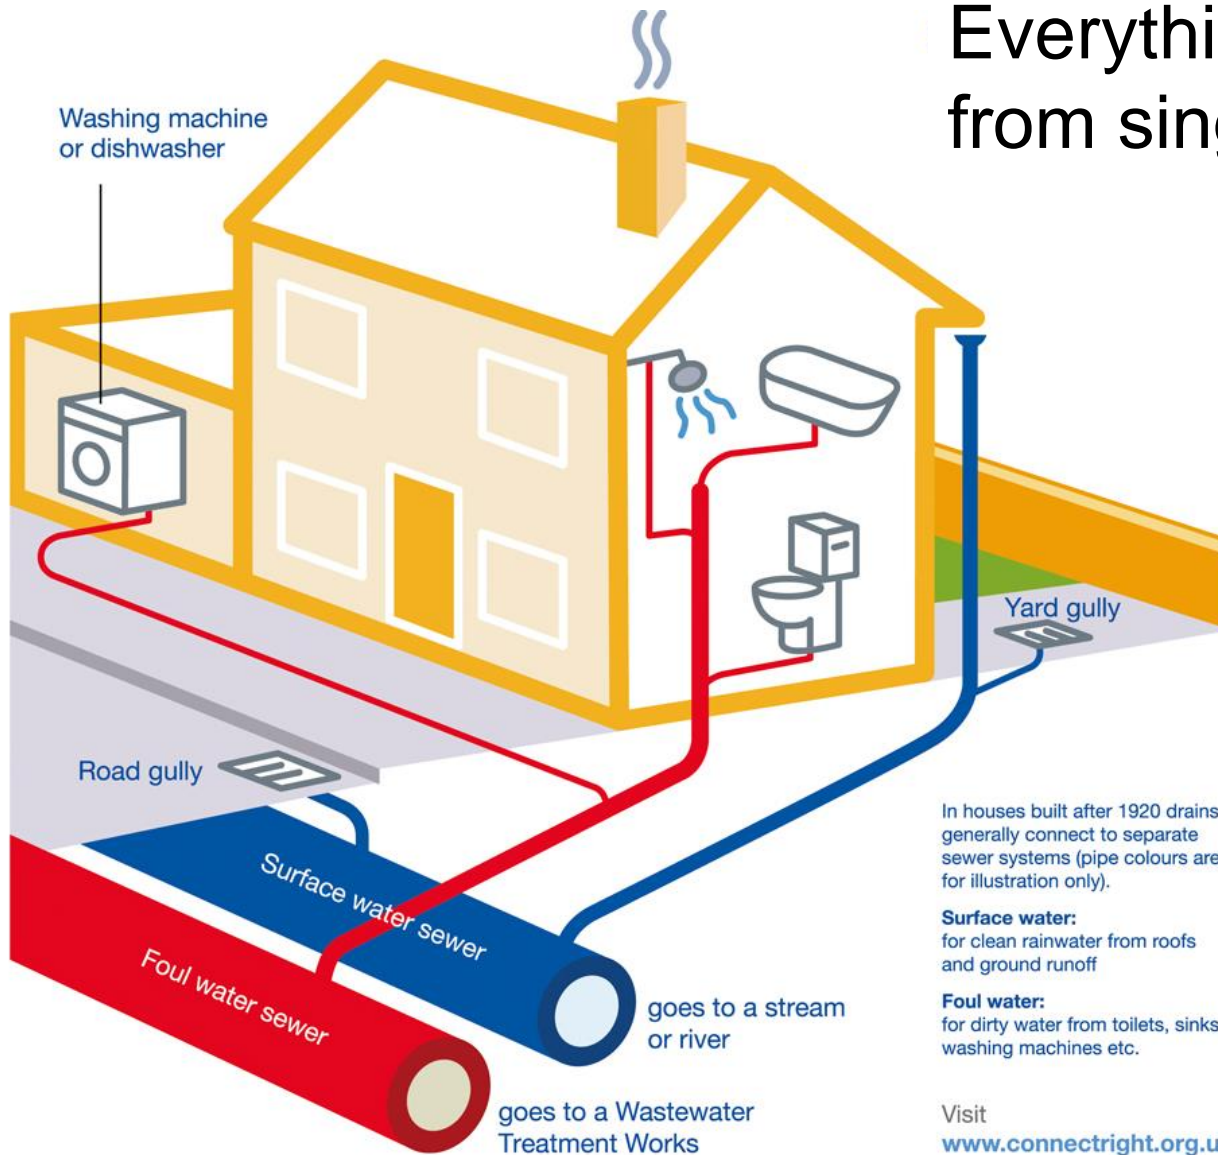 Everythi
from sing
Washing machine
or dishwasher
Yard gully
Road gully
Surface water sewer
Foul water sewer
goes to a stream
or river
goes to a Wastewater
Treatment Works
In houses built after 1920 drains
generally connect to separate
sewer systems (pipe colours are
for illustration only).
Surface water:
for clean rainwater from roofs
and ground runoff
Foul water:
for dirty water from toilets, sinks
washing machines etc.
Visit
www.connectright.org.u